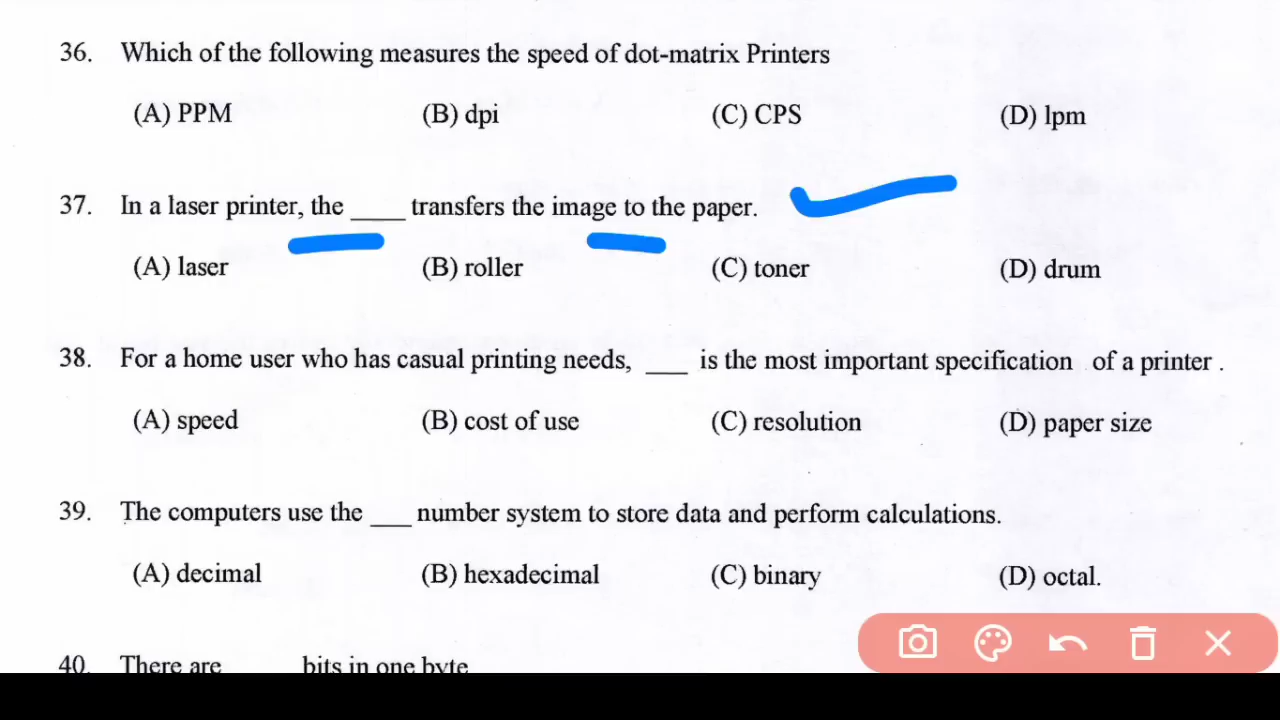 36. Which of the following measures the speed of dot-matrix Printers
(A) PPM (B) dpi (C) CPS (D) lpm
37. In a laser printer, the ____ transfers the image to the paper.
(A) laser (B) roller (C) toner (D) drum
38. For a home user who has casual printing needs, ___ is the most important specification of a printer .
(A) speed (B) cost of use (C) resolution (D) paper size
39. The computers use the ___ number system to store data and perform calculations.
(A) decimal (B) hexadecimal (C) binary (D) octal.
40. There are ____ bits in one byte